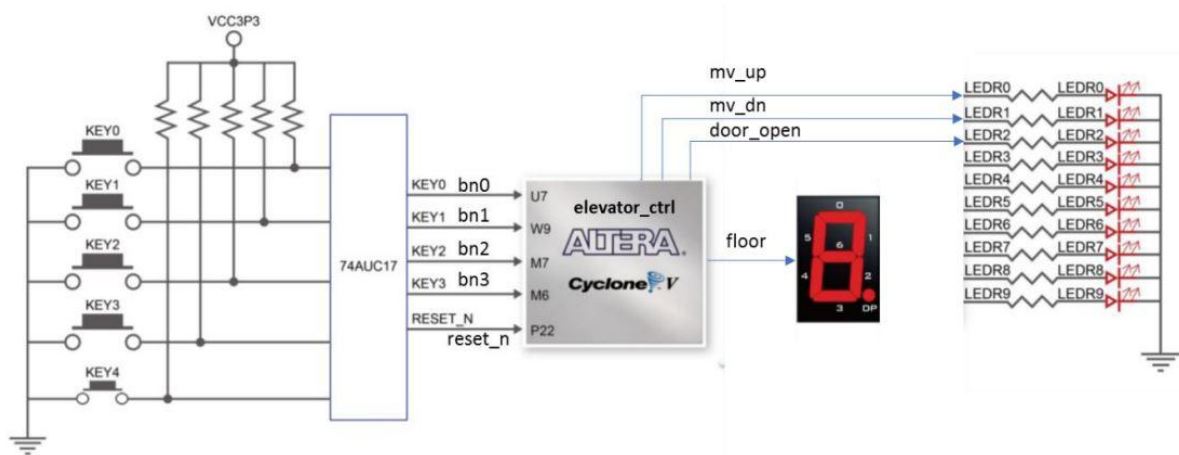 VCC3P3
KEY0
KEY1
KEY2
KEY3
KEY4
74AUC17
KEY0 bn0
KEY1 bn1
KEY2 bn2
KEY3 bn3
RESET_N
reset_n
U7
W9
M7
M6
P22
elevator_ctrl
ALTERA
Cyclone V
mv_up
mv_dn
door_open
floor
0
5
1
6
4
2
3
DP
LEDR0 LEDR0
LEDR1 LEDR1
LEDR2 LEDR2
LEDR3 LEDR3
LEDR4 LEDR4
LEDR5 LEDR5
LEDR6 LEDR6
LEDR7 LEDR7
LEDR8 LEDR8
LEDR9 LEDR9